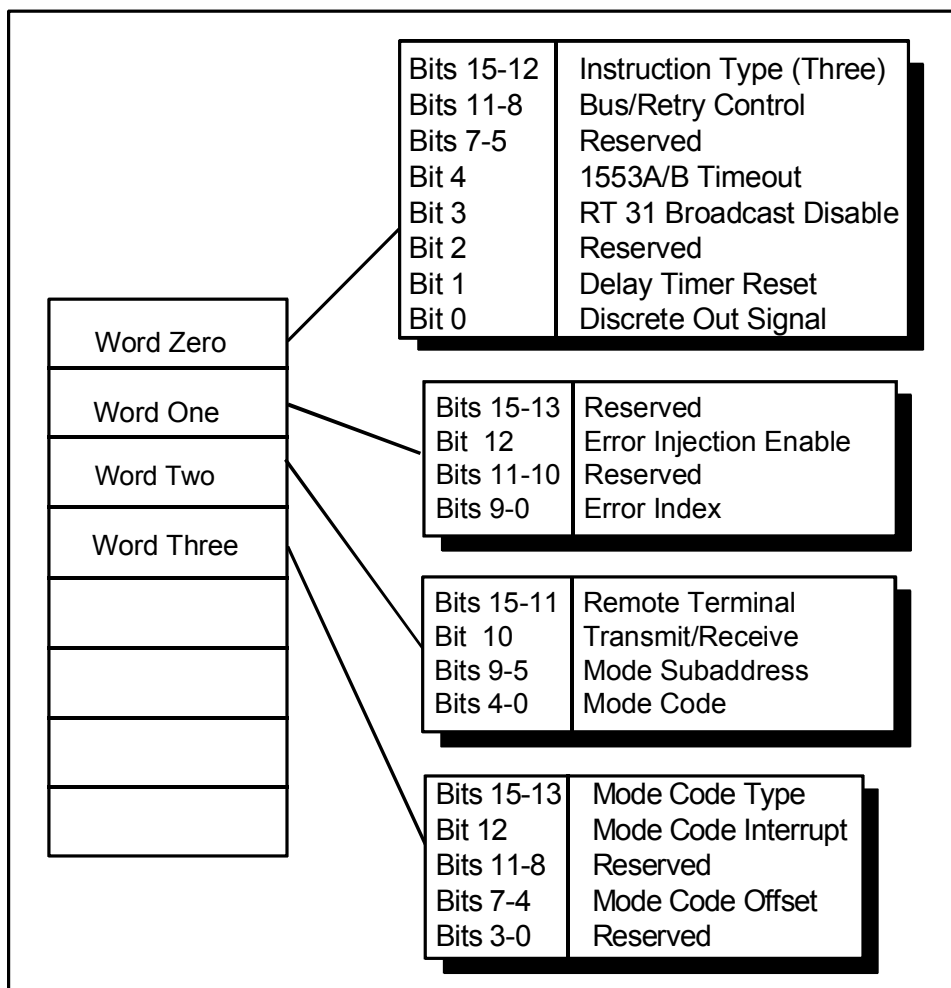 Bits 15-12 Instruction Type (Three)
Bits 11-8 Bus/Retry Control
Bits 7-5 Reserved
Bit 4 1553A/B Timeout
Bit 3 RT 31 Broadcast Disable
Bit 2 Reserved
Bit 1 Delay Timer Reset
Bit 0 Discrete Out Signal
Word Zero
Word One
Word Two
Word Three
Bits 15-13 Reserved
Bit 12 Error Injection Enable
Bits 11-10 Reserved
Bits 9-0 Error Index
Bits 15-11 Remote Terminal
Bit 10 Transmit/Receive
Bits 9-5 Mode Subaddress
Bits 4-0 Mode Code
Bits 15-13 Mode Code Type
Bit 12 Mode Code Interrupt
Bits 11-8 Reserved
Bits 7-4 Mode Code Offset
Bits 3-0 Reserved